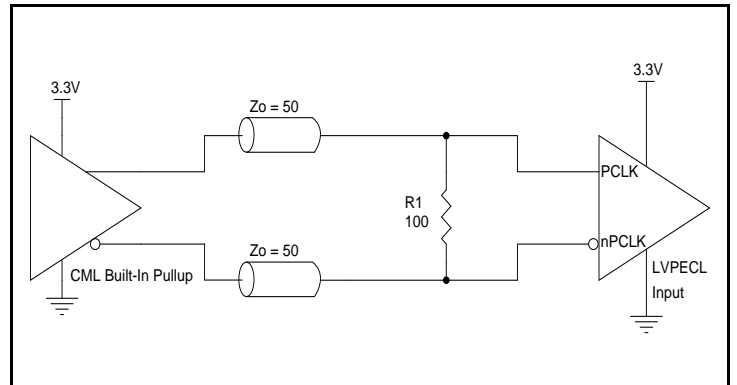 3.3V
3.3V
Zo = 50
PCLK
R1
100
Zo = 50
nPCLK
CML Built-In Pullup
LVPECL
Input